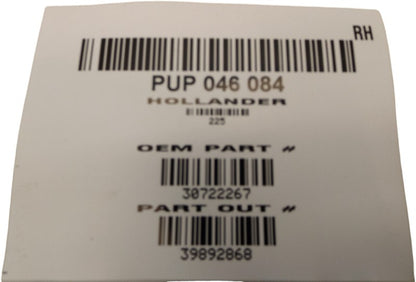 RH
PUP 046 084
HOLLANDER
225
OEM PART #
30722267
PART OUT #
39892868